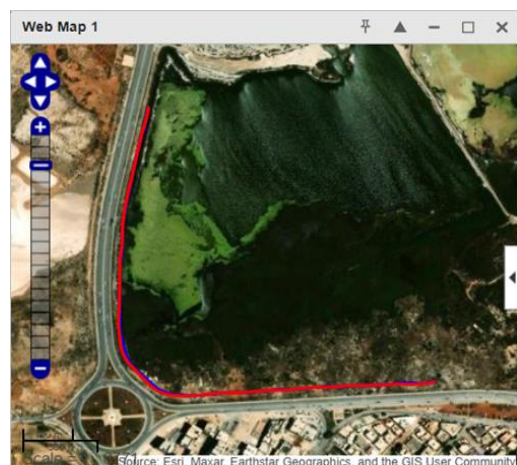 Web Map 1
Scale =
Source: Esri, Maxar, Earthstar Geographics, and the GIS User Community